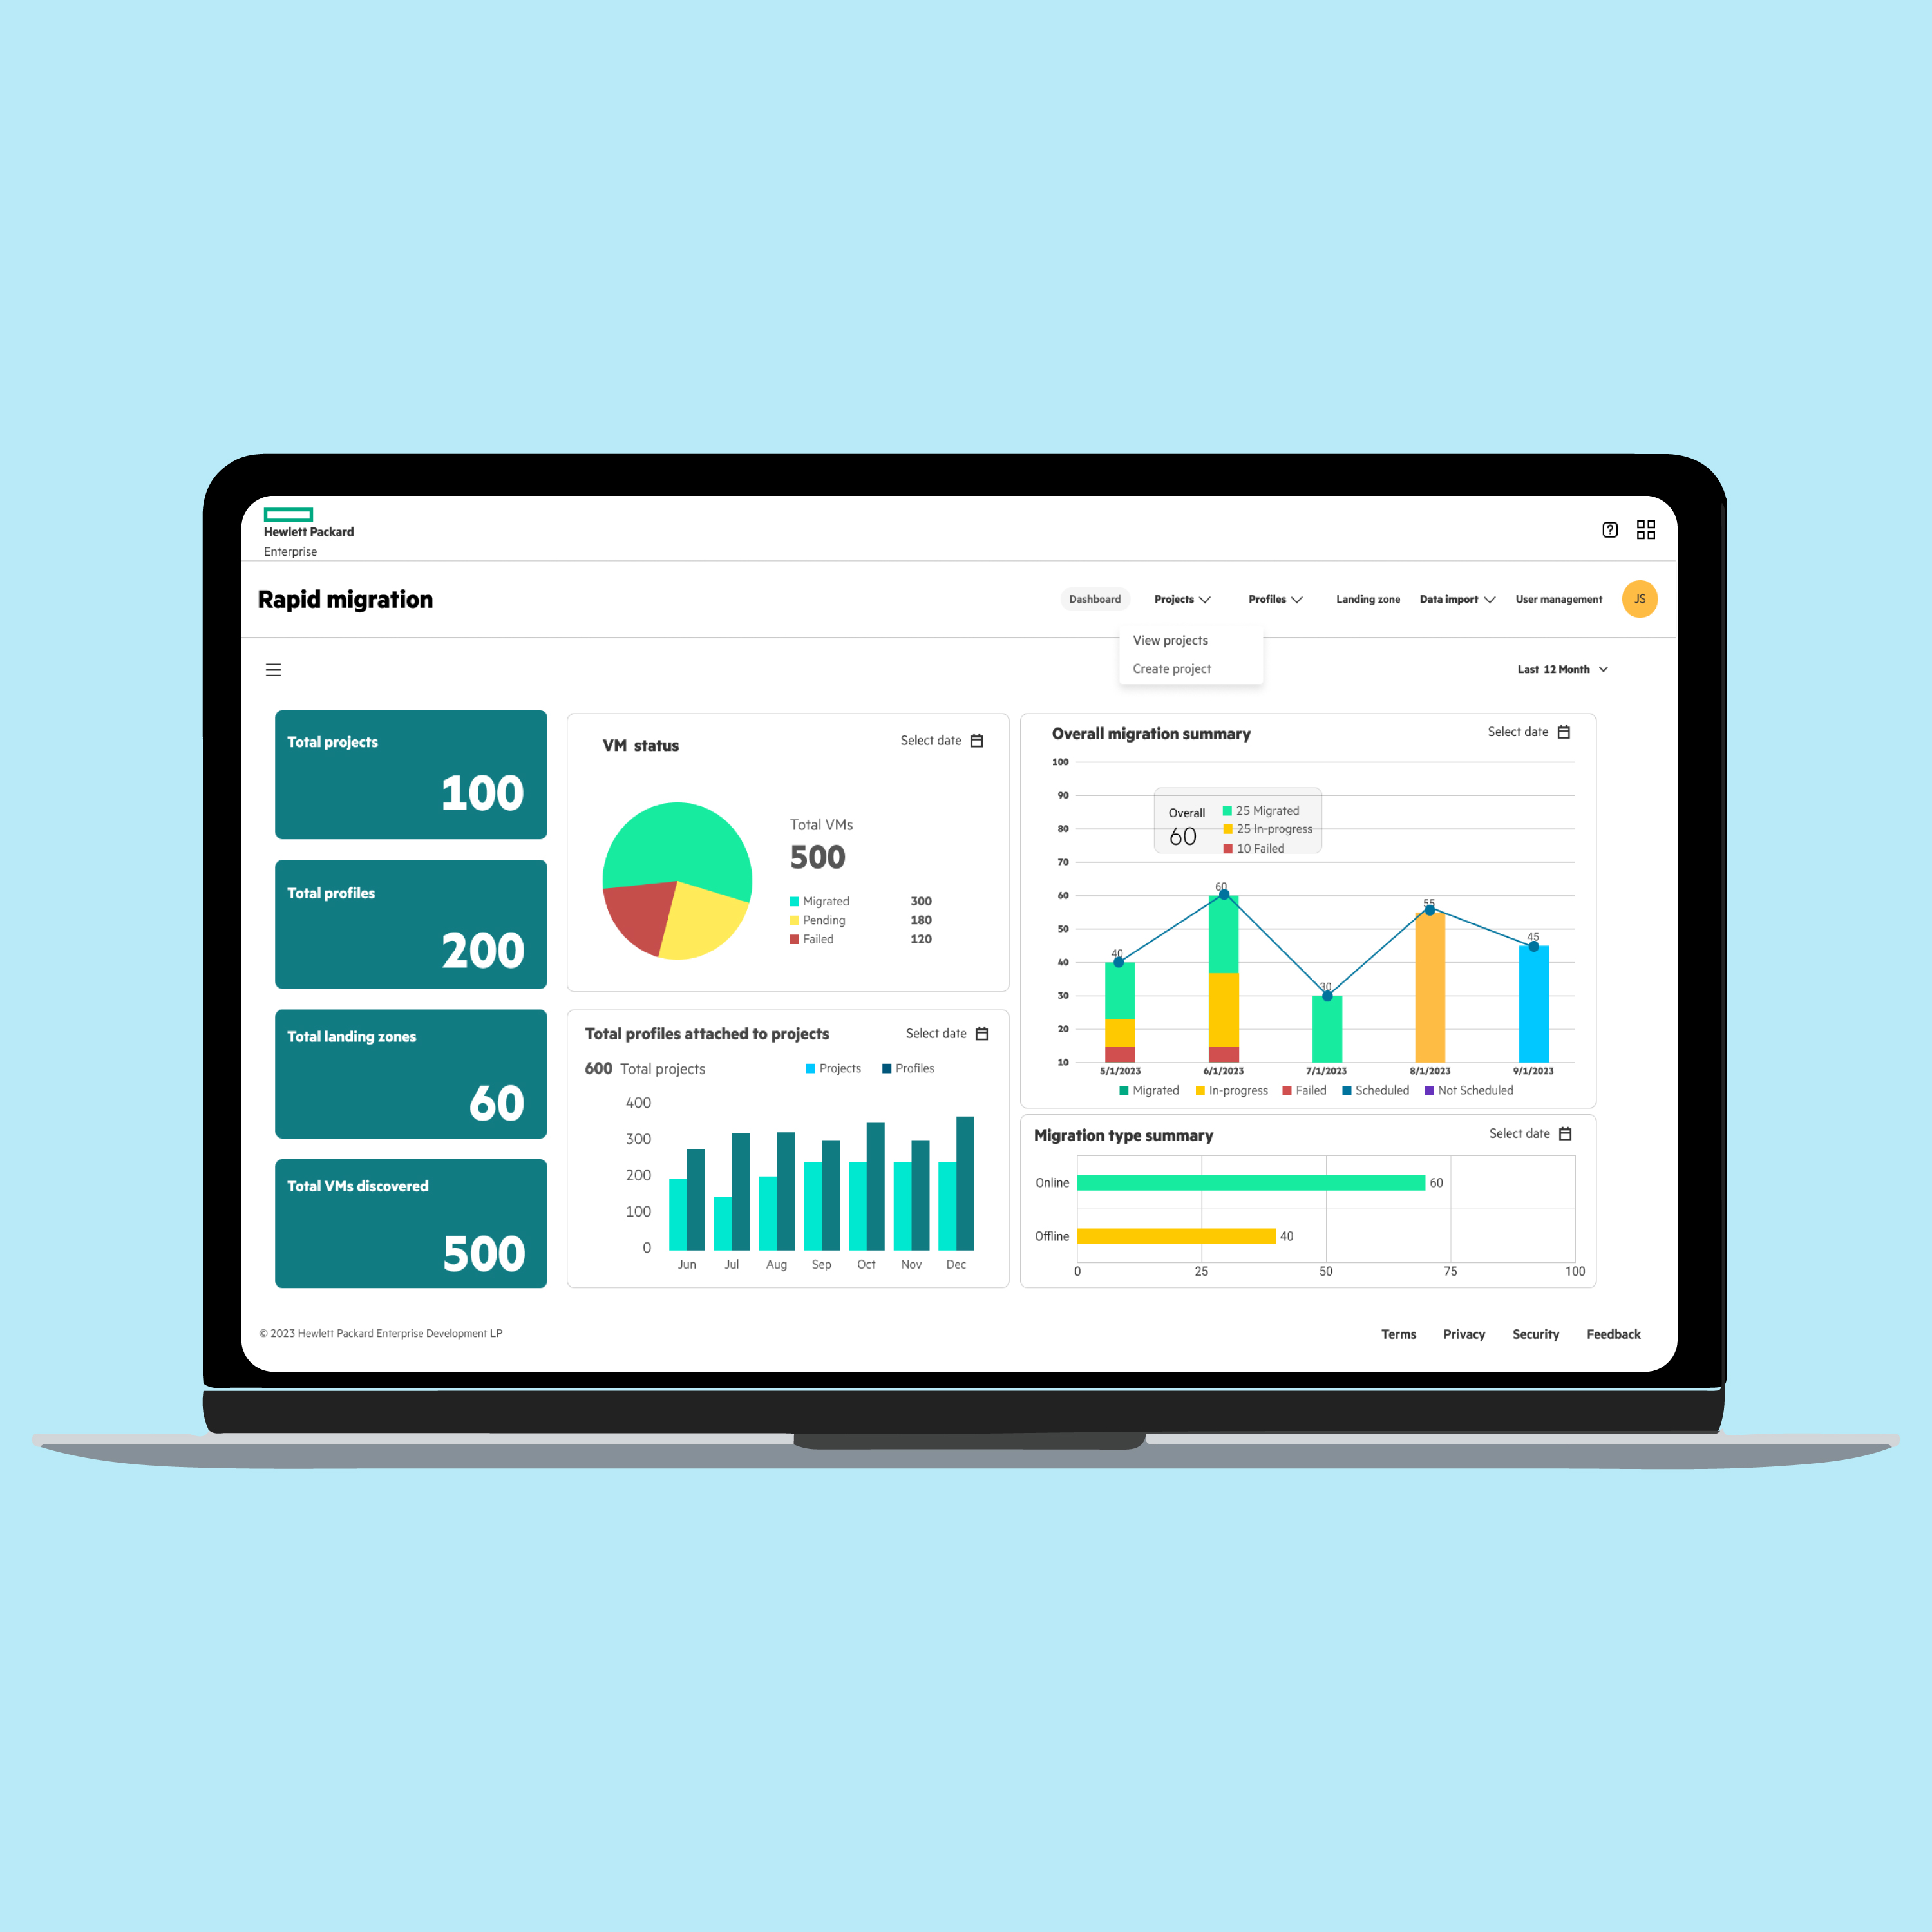 Hewlett Packard
Enterprise
?
Rapid migration
Dashboard Projects Profiles Landing zone Data import User management JS
View projects
Create project
Last 12 Month
Total projects
100
Total profiles
200
Total landing zones
60
Total VMs discovered
500
VM status Select date
Total VMs
500
Migrated 300
Pending 180
Failed 120
Total profiles attached to projects Select date
600 Total projects Projects Profiles
400
300
200
100
0
Jun Jul Aug Sep Oct Nov Dec
Overall migration summary Select date
100
90
80
70
60
50
40
30
20
10
Overall
60
25 Migrated
25 In-progress
10 Failed
40 60 30 55 45
5/1/2023 6/1/2023 7/1/2023 8/1/2023 9/1/2023
Migrated In-progress Failed Scheduled Not Scheduled
Migration type summary Select date
Online 60
Offline 40
0 25 50 75 100
© 2023 Hewlett Packard Enterprise Development LP
Terms Privacy Security Feedback